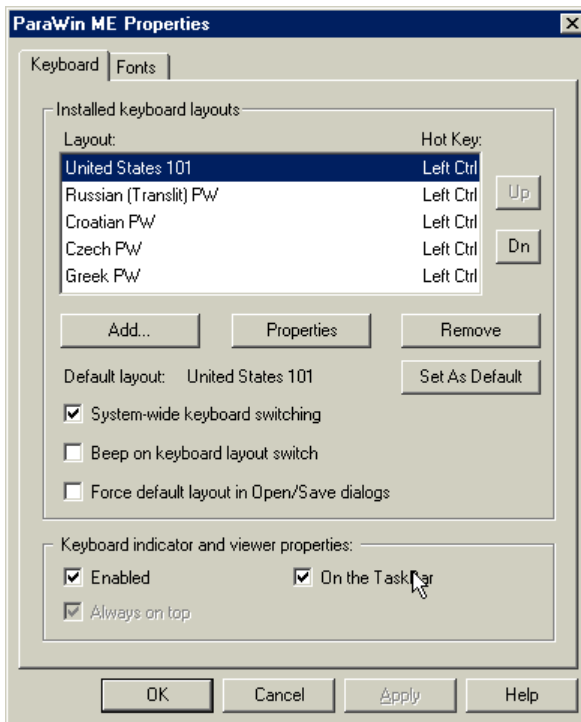 ParaWin ME Properties
Keyboard Fonts
Installed keyboard layouts
Layout: Hot Key:
United States 101 Left Ctrl
Russian (Translit) PW Left Ctrl
Croatian PW Left Ctrl
Czech PW Left Ctrl
Greek PW Left Ctrl
Up
Dn
Add... Properties Remove
Default layout: United States 101 Set As Default
System-wide keyboard switching
Beep on keyboard layout switch
Force default layout in Open/Save dialogs
Keyboard indicator and viewer properties:
Enabled On the TaskBar
Always on top
OK Cancel Apply Help